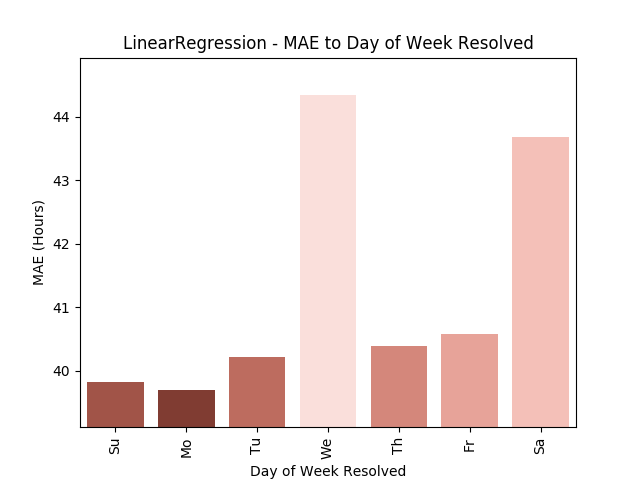 LinearRegression - MAE to Day of Week Resolved
44
43
42
41
40
MAE (Hours)
Su
Mo
Tu
We
Th
Fr
Sa
Day of Week Resolved